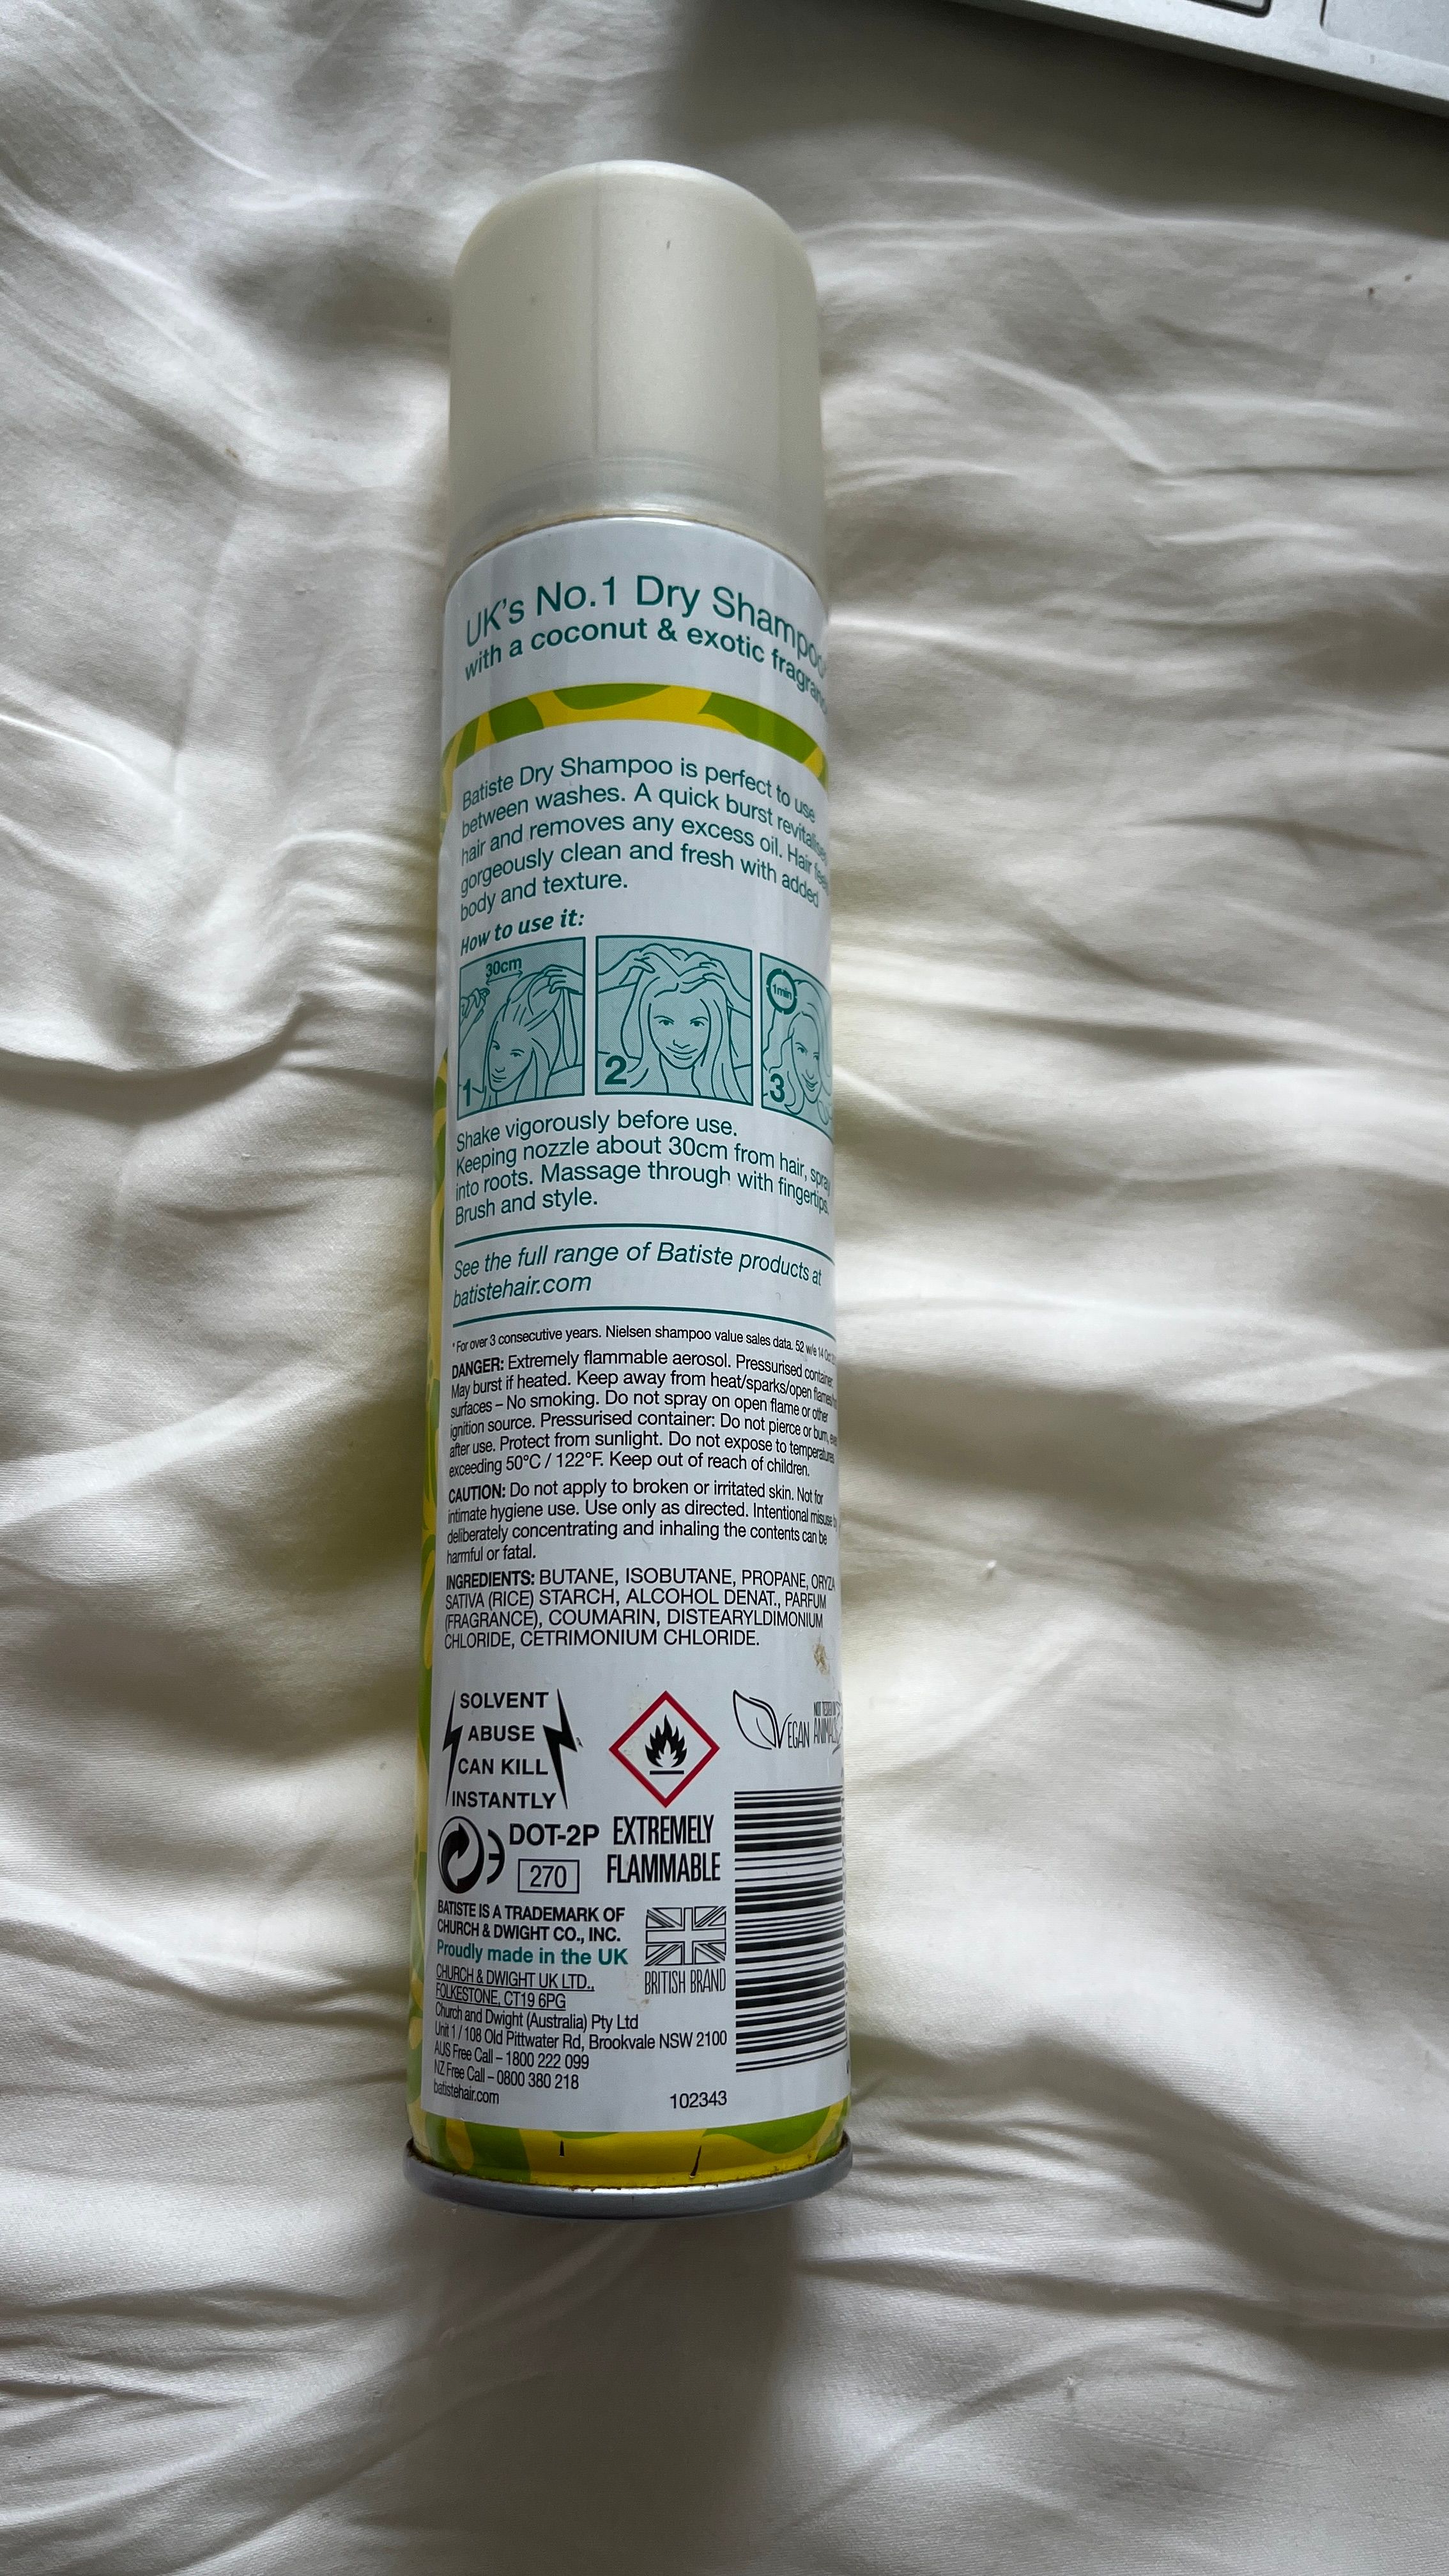 UK's No.1 Dry Shampoo
with a coconut & exotic
Batiste Dry Shampoo is perfect to use
between washes. A quick burst revitalises
hair and removes any excess oil. Hair feels
gorgeously clean and fresh with added
body and texture.
How to use it:
30cm
1min
1
2
3
Shake vigorously before use.
Keeping nozzle about 30cm from hair, spray
into roots. Massage through with fingertips.
Brush and style.
See the full range of Batiste products at
batistehair.com
* For over 3 consecutive years. Nielsen shampoo value sales data. 52 w/e 14
DANGER: Extremely flammable aerosol. Pressurised container:
May burst if heated. Keep away from heat/sparks/open
surfaces – No smoking. Do not spray on open flame or other
ignition source. Pressurised container: Do not pierce or burn,
after use. Protect from sunlight. Do not expose to temperatures
exceeding 50°C / 122°F. Keep out of reach of children.
CAUTION: Do not apply to broken or irritated skin. Not for
intimate hygiene use. Use only as directed. Intentional misuse
deliberately concentrating and inhaling the contents can be
harmful or fatal.
INGREDIENTS: BUTANE, ISOBUTANE, PROPANE, ORYZA
SATIVA (RICE) STARCH, ALCOHOL DENAT., PARFUM
(FRAGRANCE), COUMARIN, DISTEARYLDIMONIUM
CHLORIDE, CETRIMONIUM CHLORIDE.
SOLVENT
ABUSE
CAN KILL
INSTANTLY
VEGAN
NOT TESTED ON
ANIMALS
DOT-2P
270
EXTREMELY
FLAMMABLE
BATISTE IS A TRADEMARK OF
CHURCH & DWIGHT CO., INC.
Proudly made in the UK
BRITISH BRAND
CHURCH & DWIGHT UK LTD.,
FOLKESTONE, CT19 6PG
Church and Dwight (Australia) Pty Ltd
Unit 1 / 108 Old Pittwater Rd, Brookvale NSW 2100
AUS Free Call – 1800 222 099
NZ Free Call – 0800 380 218
batistehair.com
102343